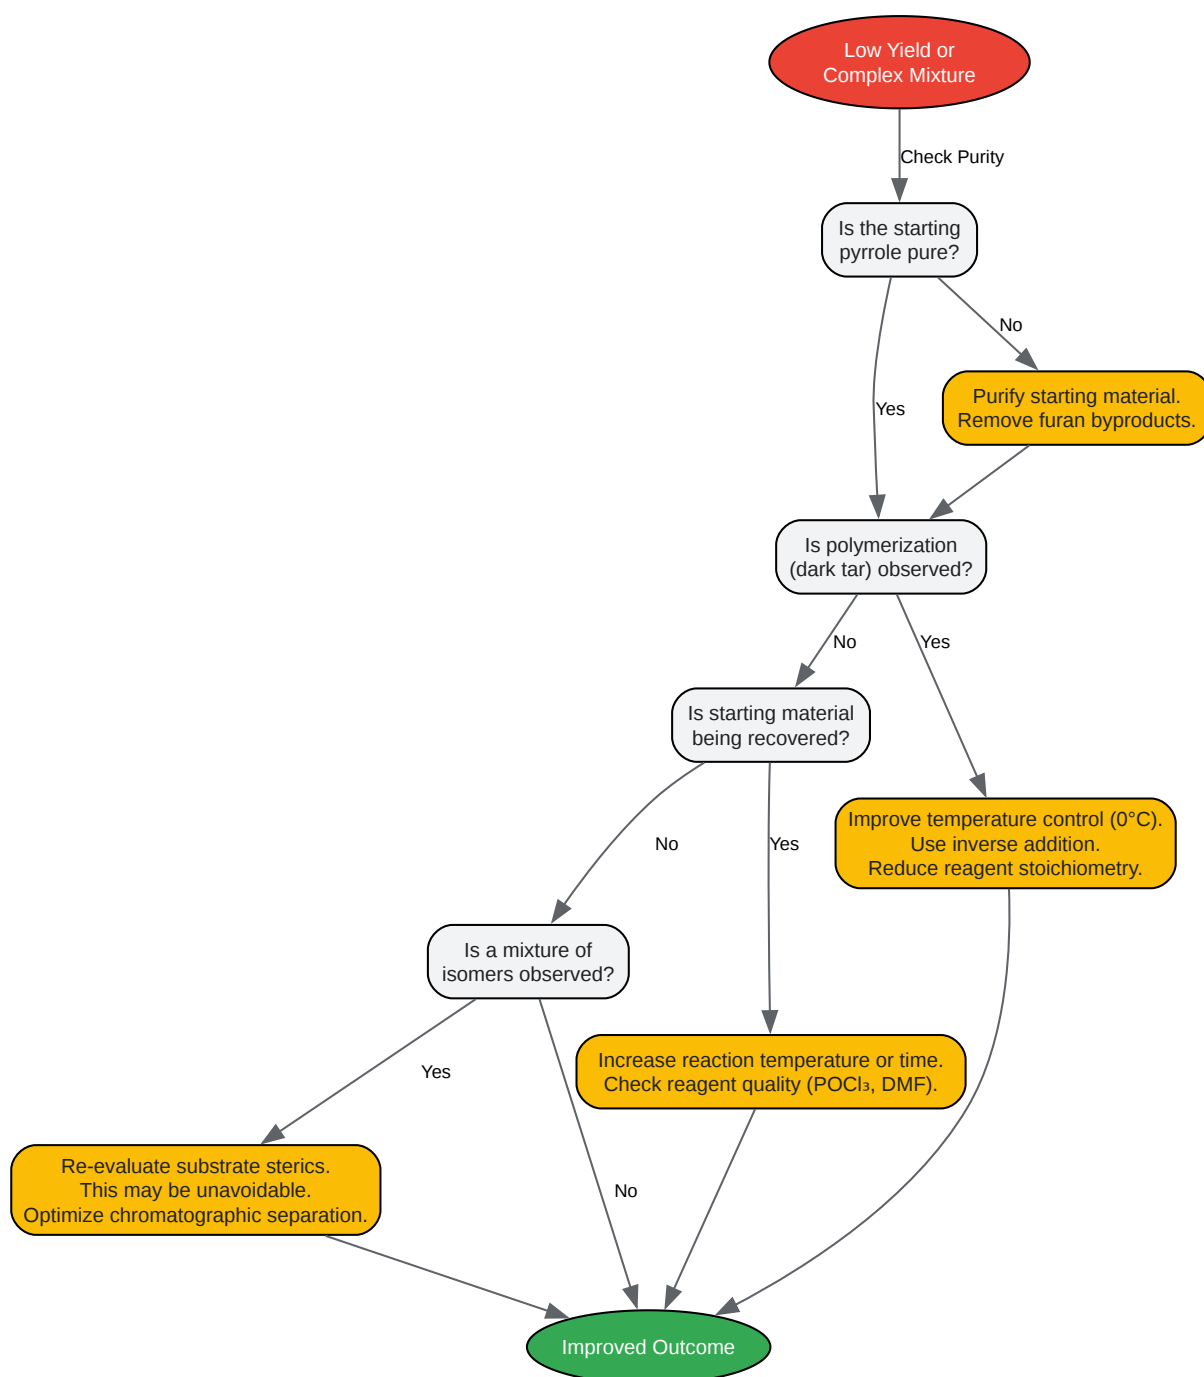 Low Yield or
Complex Mixture
Check Purity
Is the starting
pyrrole pure?
No
Purify starting material.
Remove furan byproducts.
Yes
Is polymerization
(dark tar) observed?
No
Yes
Is starting material
being recovered?
Improve temperature control (0°C).
Use inverse addition.
Reduce reagent stoichiometry.
No
Yes
Is a mixture of
isomers observed?
Increase reaction temperature or time.
Check reagent quality (POCl₃, DMF).
Yes
Re-evaluate substrate sterics.
This may be unavoidable.
Optimize chromatographic separation.
No
Improved Outcome